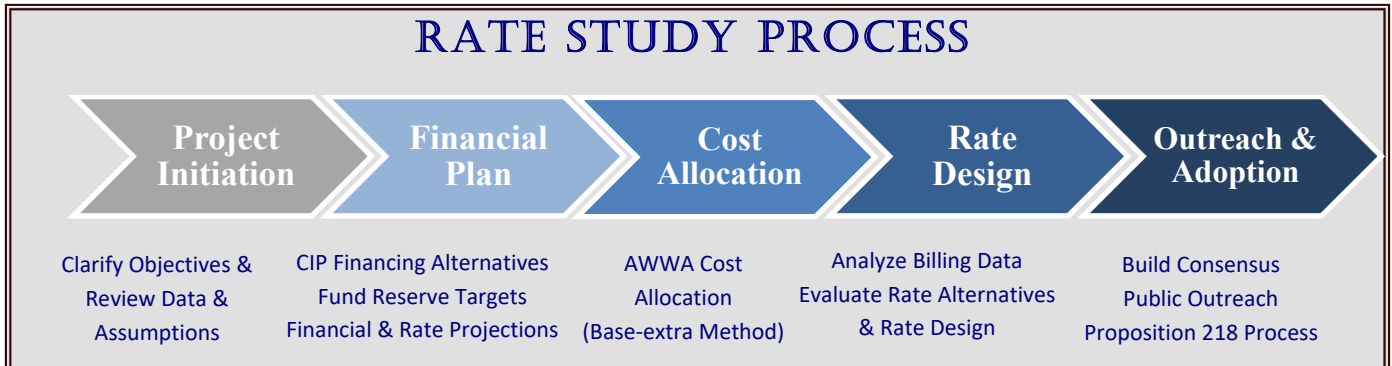 RATE STUDY PROCESS
Project
Initiation
Financial
Plan
Cost
Allocation
Rate
Design
Outreach &
Adoption
Clarify Objectives &
Review Data &
Assumptions
CIP Financing Alternatives
Fund Reserve Targets
Financial & Rate Projections
AWWA Cost
Allocation
(Base-extra Method)
Analyze Billing Data
Evaluate Rate Alternatives
& Rate Design
Build Consensus
Public Outreach
Proposition 218 Process